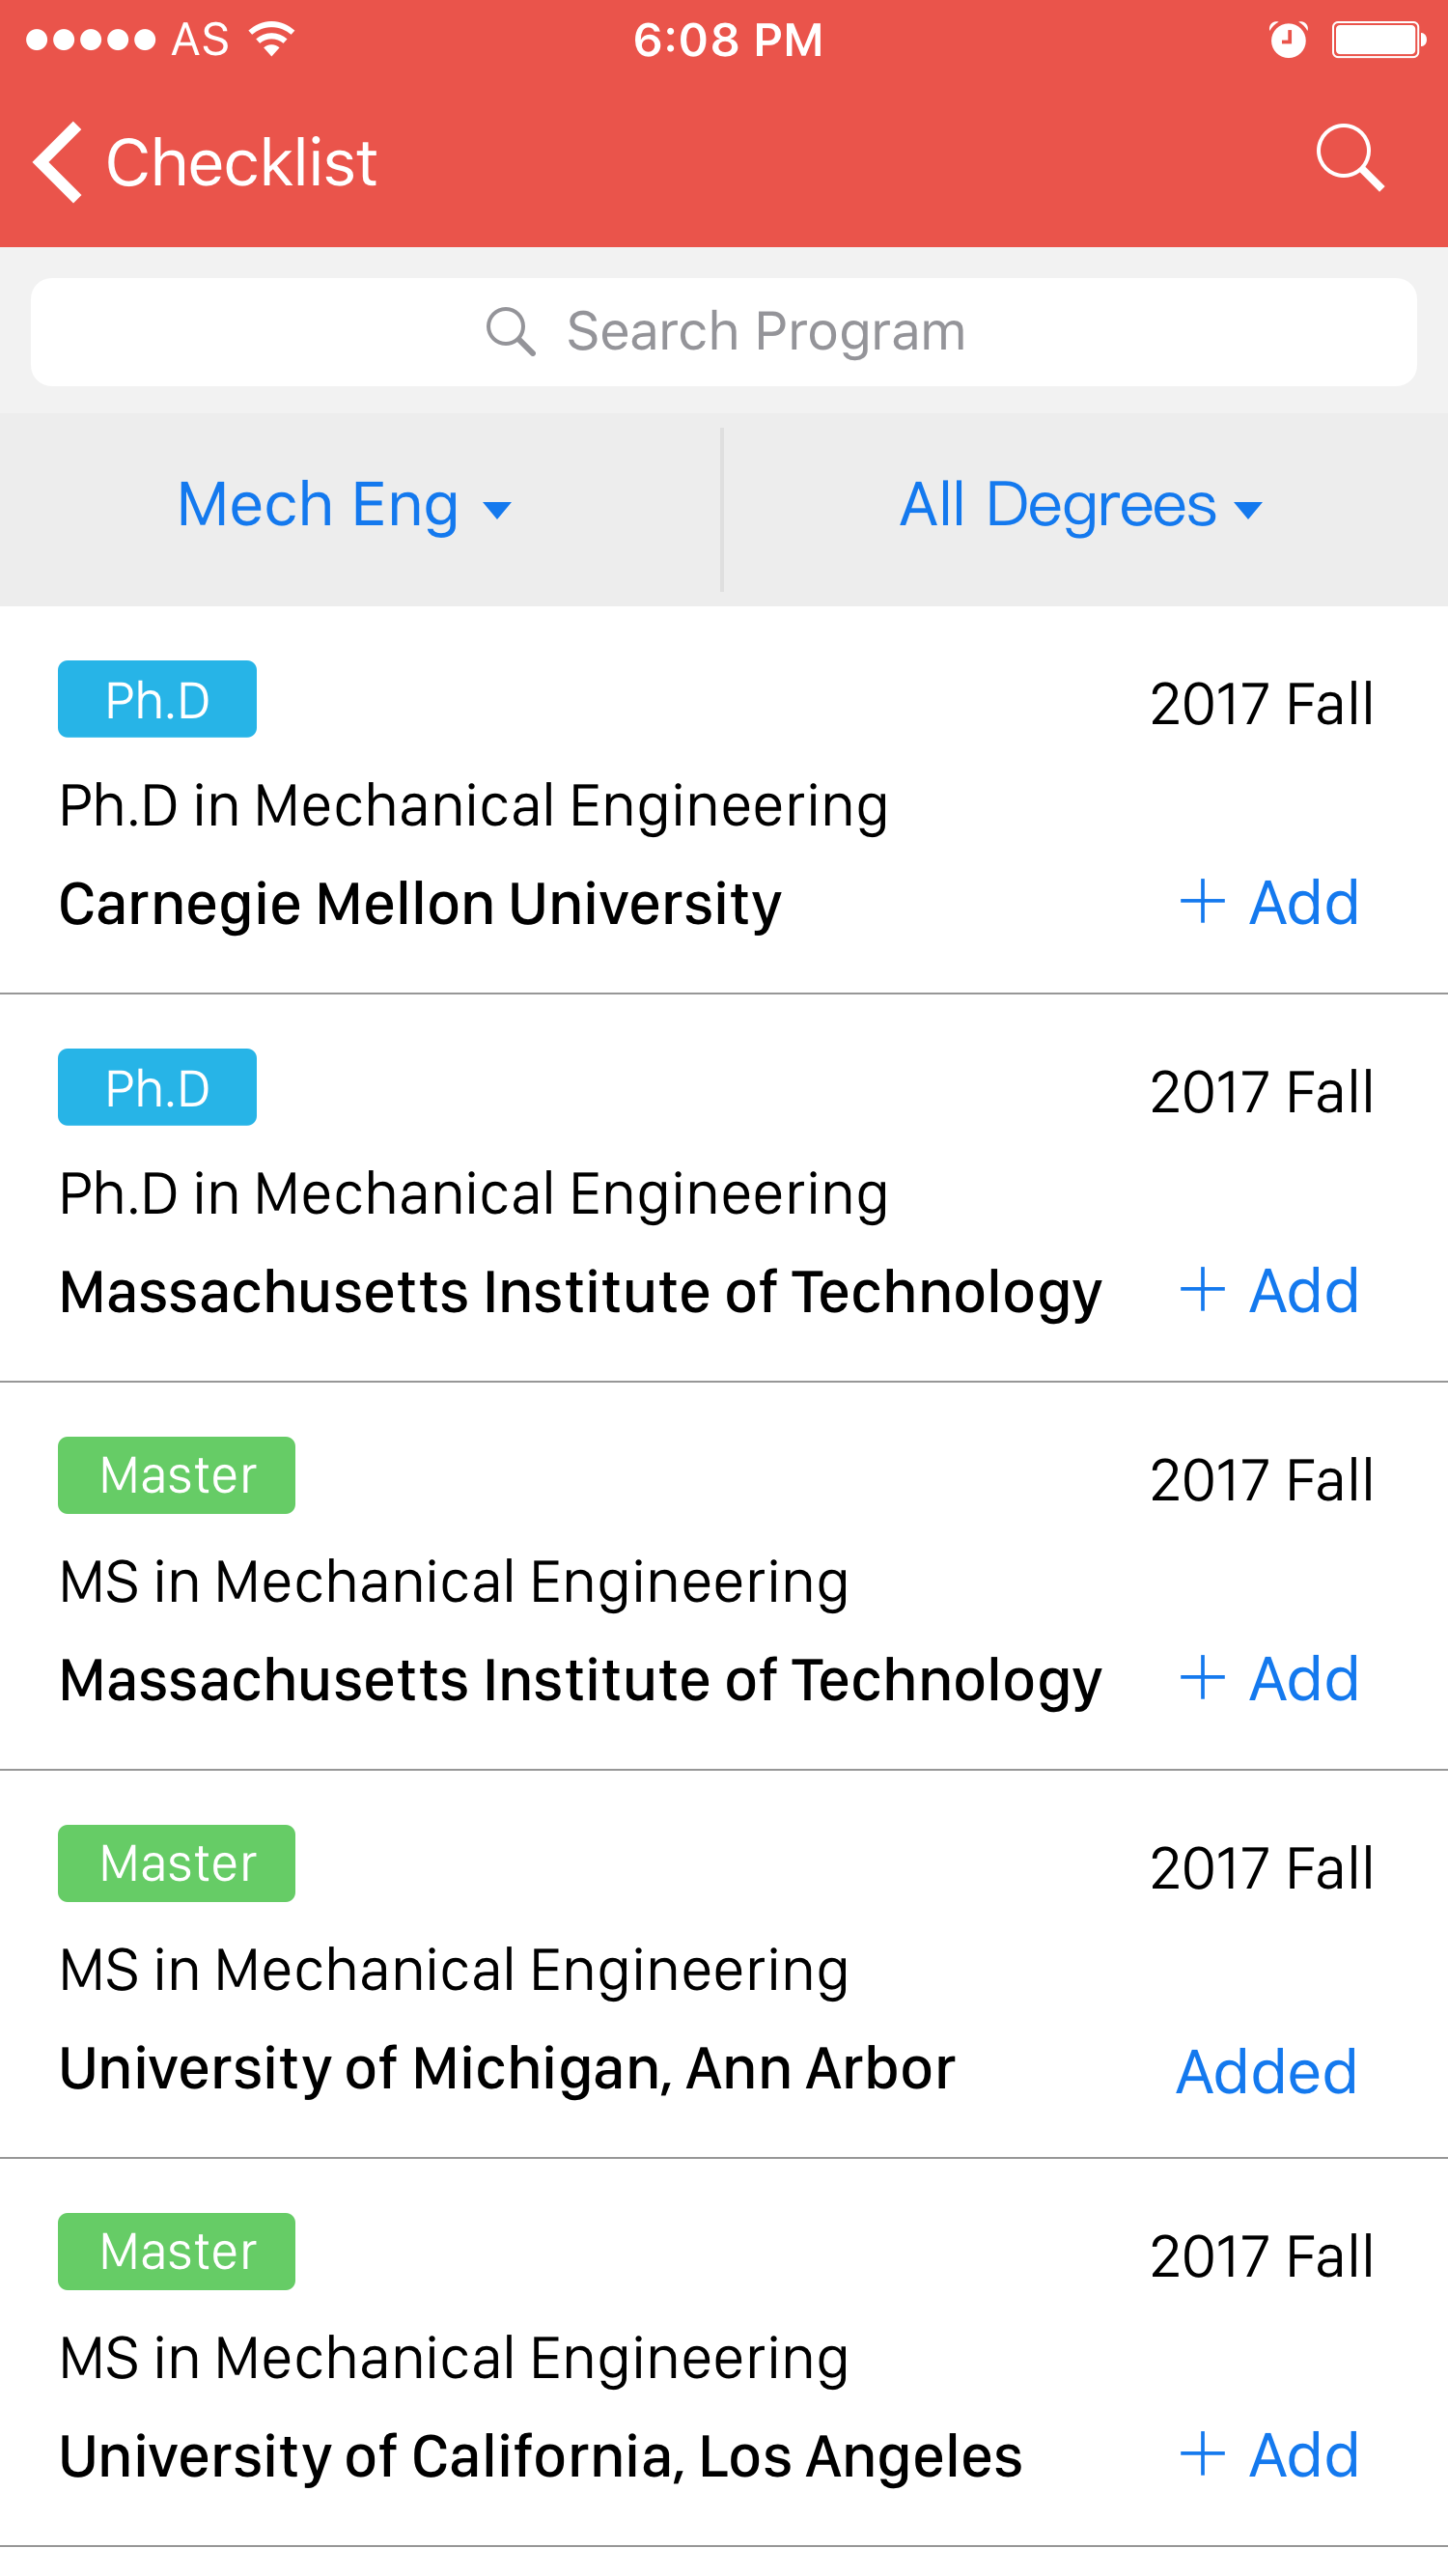 AS 6:08 PM
Checklist
Search Program
Mech Eng All Degrees
Ph.D 2017 Fall
Ph.D in Mechanical Engineering
Carnegie Mellon University + Add
Ph.D 2017 Fall
Ph.D in Mechanical Engineering
Massachusetts Institute of Technology + Add
Master 2017 Fall
MS in Mechanical Engineering
Massachusetts Institute of Technology + Add
Master 2017 Fall
MS in Mechanical Engineering
University of Michigan, Ann Arbor Added
Master 2017 Fall
MS in Mechanical Engineering
University of California, Los Angeles + Add